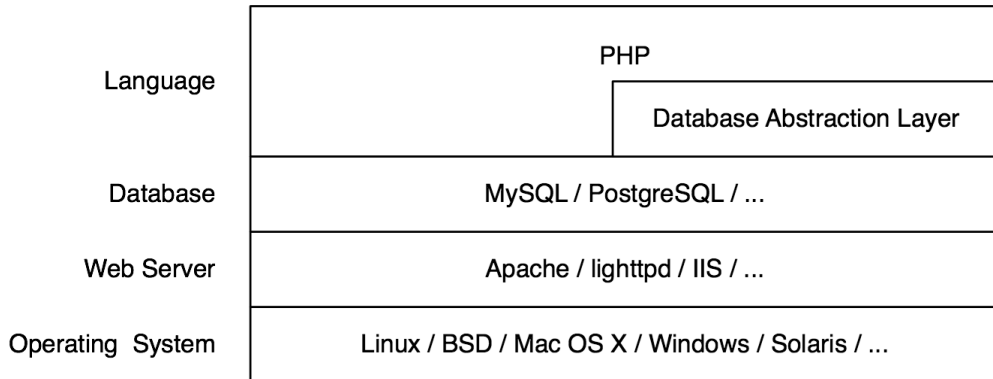 PHP
Language
Database Abstraction Layer
Database
MySQL / PostgreSQL / ...
Web Server
Apache / lighttpd / IIS / ...
Operating System
Linux / BSD / Mac OS X / Windows / Solaris / ...